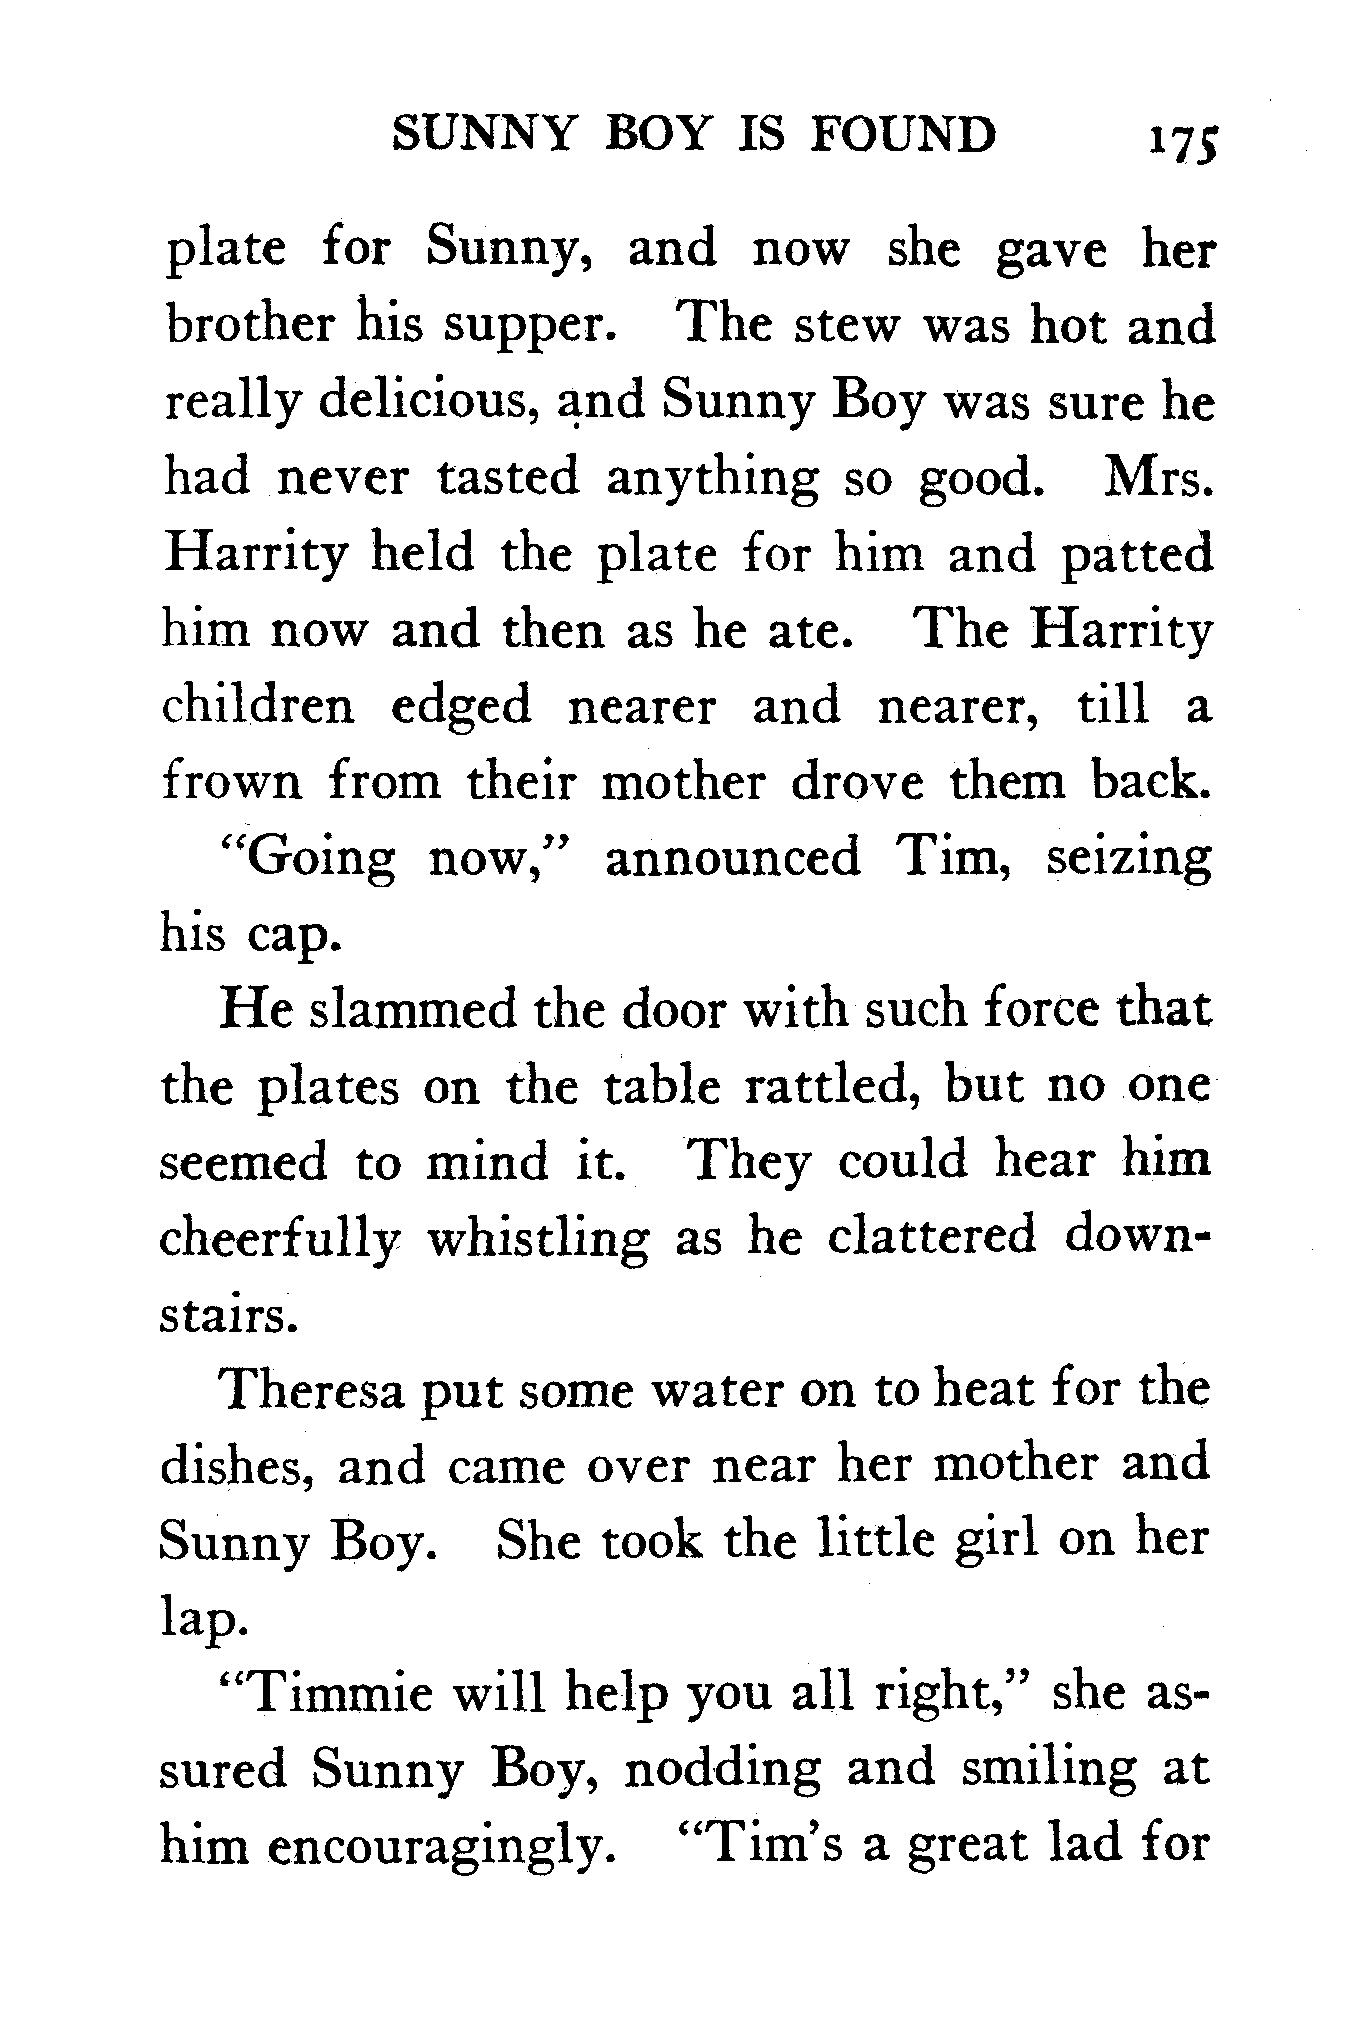 SUNNY BOY IS FOUND 175
plate for Sunny, and now she gave her
brother his supper. The stew was hot and
really delicious, and Sunny Boy was sure he
had never tasted anything so good. Mrs.
Harrity held the plate for him and patted
him now and then as he ate. The Harrity
children edged nearer and nearer, till a
frown from their mother drove them back.
“Going now,” announced Tim, seizing
his cap.
He slammed the door with such force that
the plates on the table rattled, but no one
seemed to mind it. They could hear him
cheerfully whistling as he clattered down-
stairs.
Theresa put some water on to heat for the
dishes, and came over near her mother and
Sunny Boy. She took the little girl on her
lap.
“Timmie will help you all right,” she as-
sured Sunny Boy, nodding and smiling at
him encouragingly. “Tim’s a great lad for